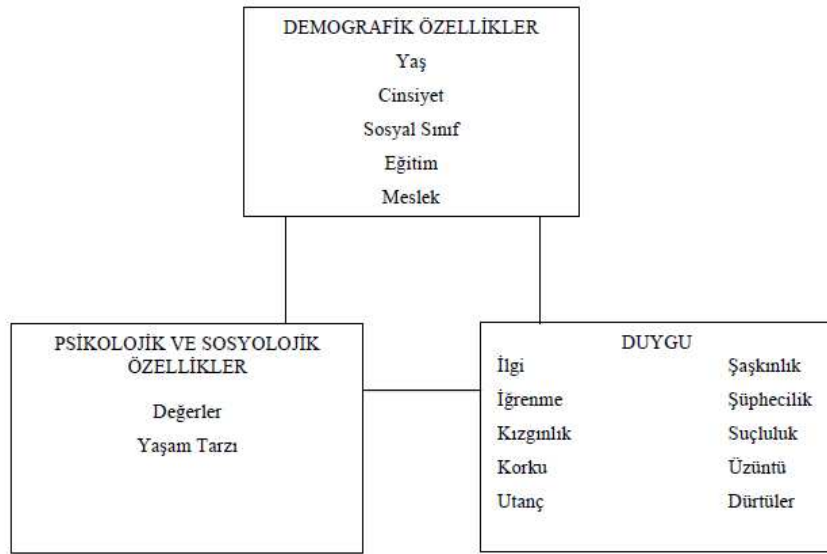 DEMOGRAFİK ÖZELLİKLER
Yaş
Cinsiyet
Sosyal Sınıf
Eğitim
Meslek
PSİKOLOJİK VE SOSYOLOJİK
ÖZELLİKLER
Değerler
Yaşam Tarzı
DUYGU
İlgi Şaşkınlık
İğrenme Şüphecilik
Kızgınlık Suçluluk
Korku Üzüntü
Utanç Dürtüler